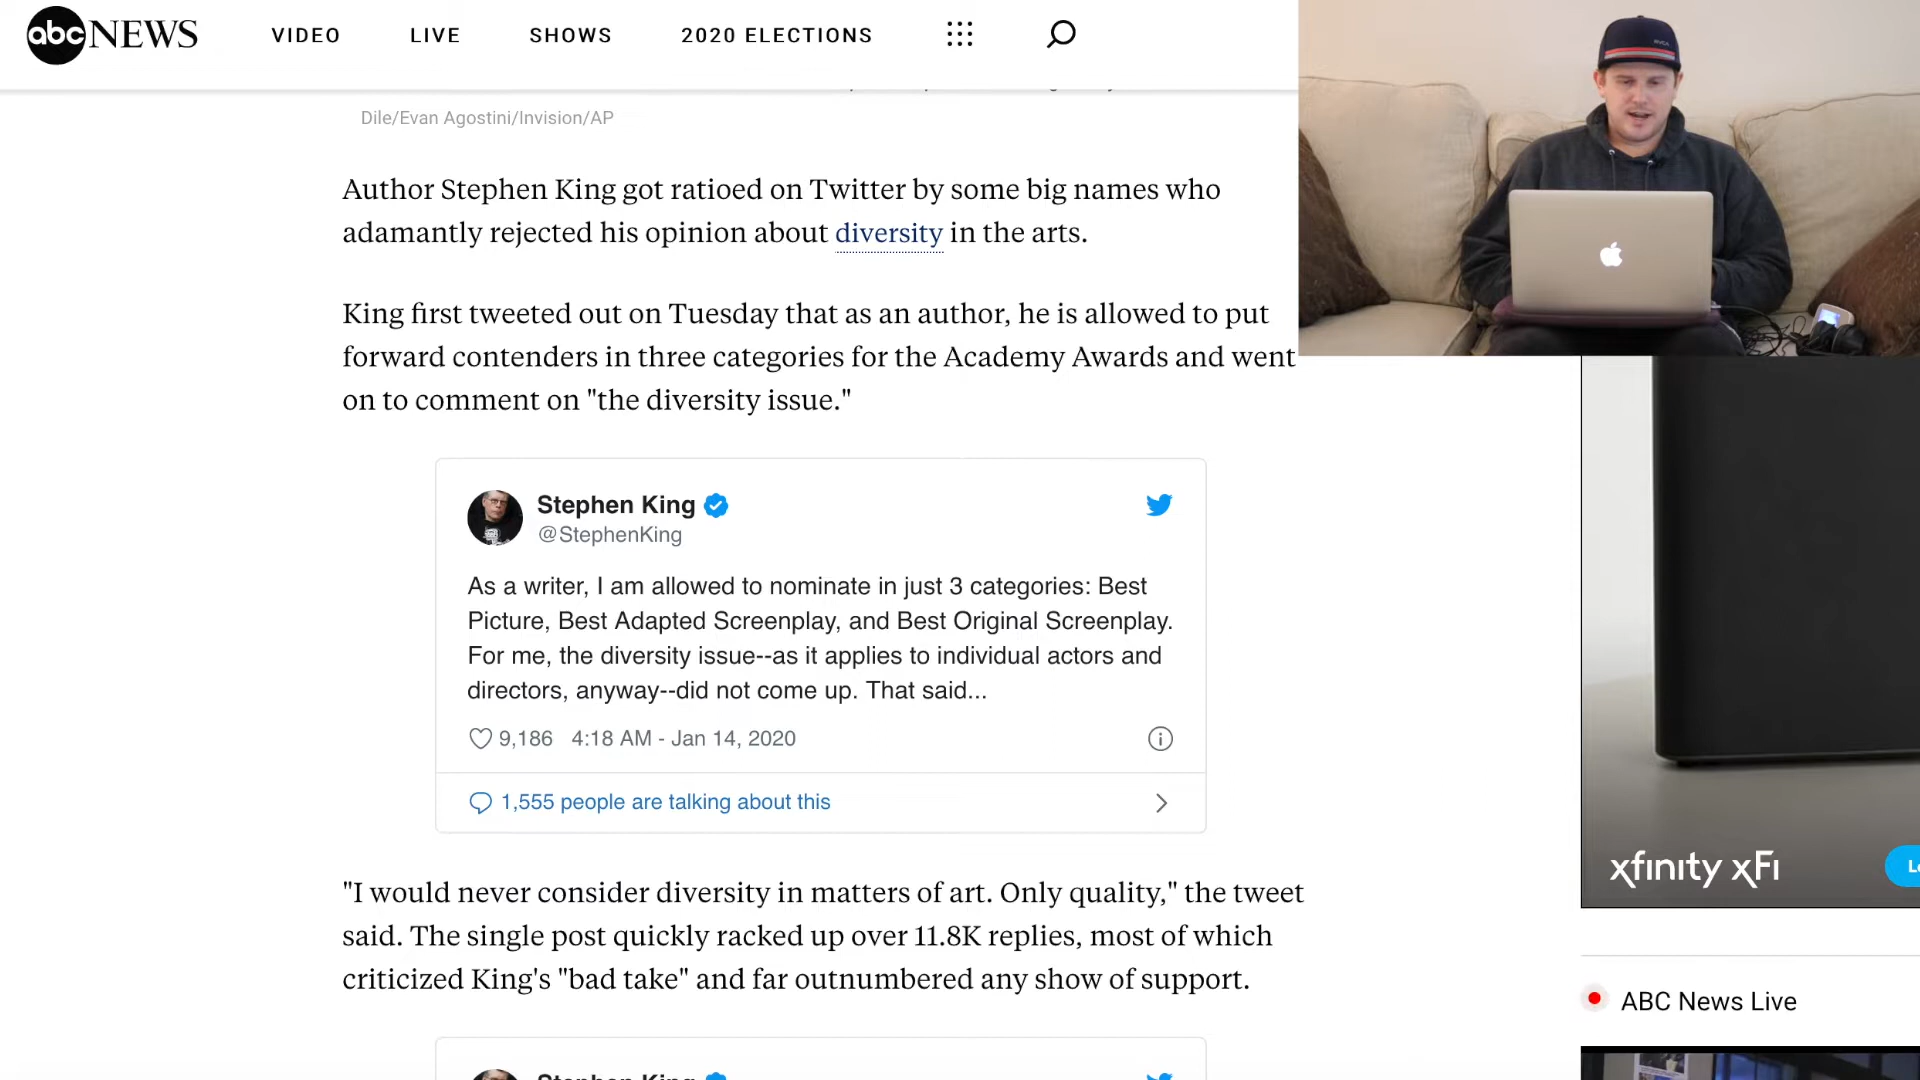 abc NEWS
VIDEO
LIVE
SHOWS
2020 ELECTIONS
Dile/Evan Agostini/Invision/AP
Author Stephen King got ratioed on Twitter by some big names who
adamantly rejected his opinion about diversity in the arts.
King first tweeted out on Tuesday that as an author, he is allowed to put
forward contenders in three categories for the Academy Awards and went
on to comment on "the diversity issue."
Stephen King
@StephenKing
As a writer, I am allowed to nominate in just 3 categories: Best
Picture, Best Adapted Screenplay, and Best Original Screenplay.
For me, the diversity issue--as it applies to individual actors and
directors, anyway--did not come up. That said...
9,186 4:18 AM - Jan 14, 2020
1,555 people are talking about this
"I would never consider diversity in matters of art. Only quality," the tweet
said. The single post quickly racked up over 11.8K replies, most of which
criticized King's "bad take" and far outnumbered any show of support.
Stephen King
xfinity xFi
ABC News Live